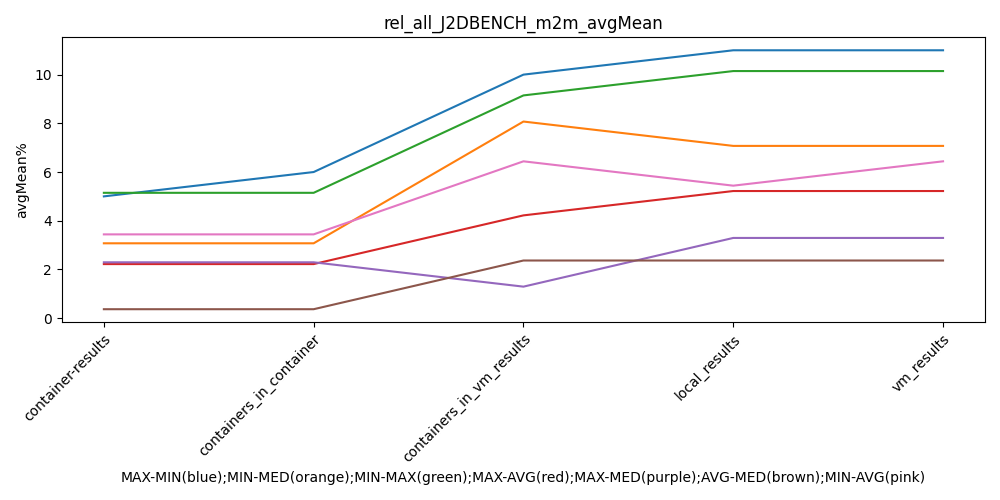 rel_all_J2DBENCH_m2m_avgMean
avgMean%
10
8
6
4
2
0
container-results
containers_in_container
containers_in_vm_results
local_results
vm_results
MAX-MIN(blue);MIN-MED(orange);MIN-MAX(green);MAX-AVG(red);MAX-MED(purple);AVG-MED(brown);MIN-AVG(pink)